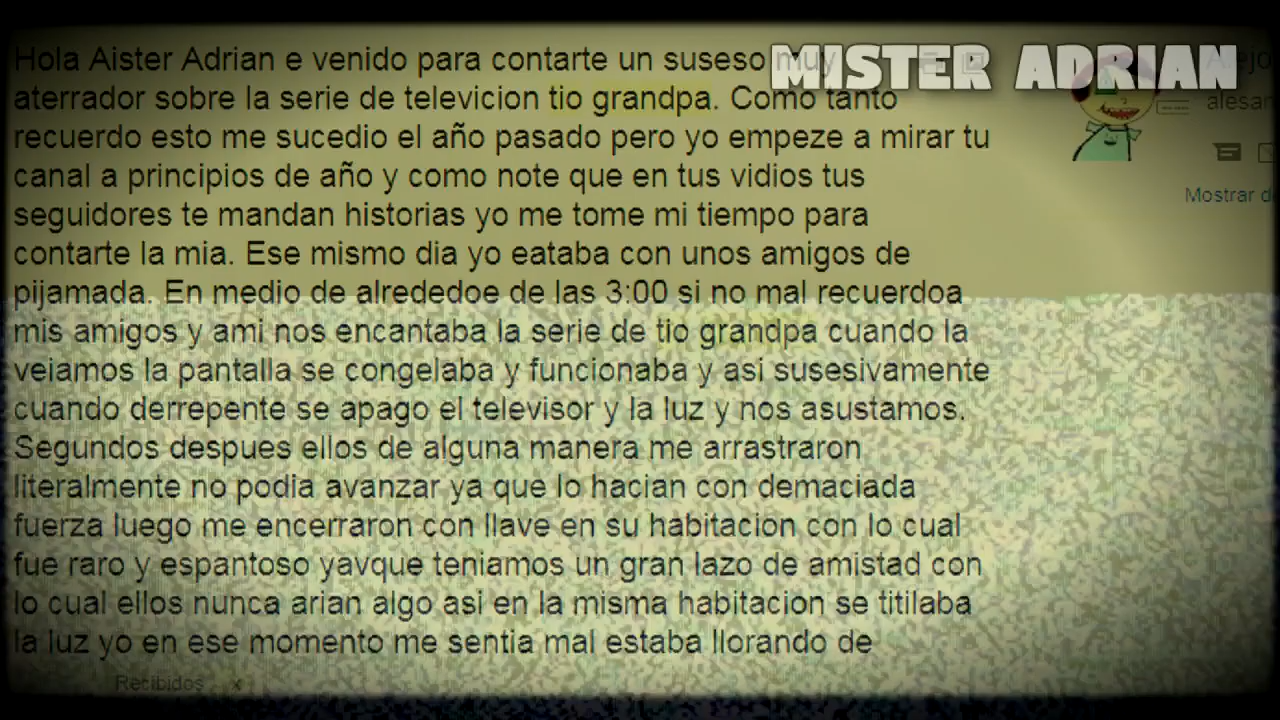 MISTER ADRIAN
Hola Aister Adrian e venido para contarte un suseso muy
aterrador sobre la serie de televicion tio grandpa. Como tanto
recuerdo esto me sucedio el año pasado pero yo empeze a mirar tu
canal a principios de año y como note que en tus vidios tus
seguidores te mandan historias yo me tome mi tiempo para
contarte la mia. Ese mismo dia yo eataba con unos amigos de
pijamada. En medio de alrededoe de las 3:00 si no mal recuerdoa
mis amigos y ami nos encantaba la serie de tio grandpa cuando la
veiamos la pantalla se congelaba y funcionaba y asi susesivamente
cuando derrepente se apago el televisor y la luz y nos asustamos.
Segundos despues ellos de alguna manera me arrastraron
literalmente no podia avanzar ya que lo hacian con demaciada
fuerza luego me encerraron con llave en su habitacion con lo cual
fue raro y espantoso yavque teniamos un gran lazo de amistad con
lo cual ellos nunca arian algo asi en la misma habitacion se titilaba
la luz yo en ese momento me sentia mal estaba llorando de
Mostrar d
Recibidos x